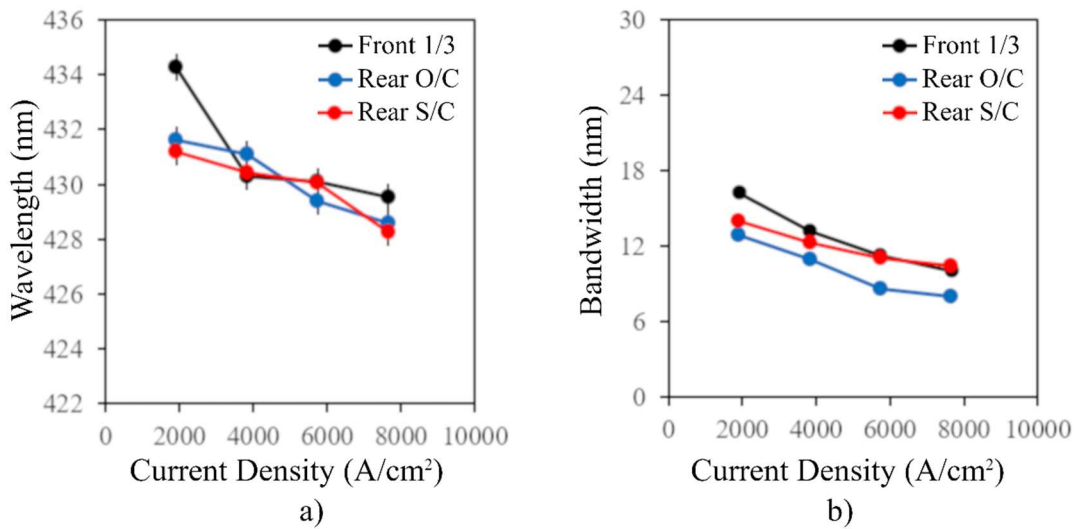 436
434
432
430
428
426
424
422
Wavelength (nm)
Front 1/3
Rear O/C
Rear S/C
0 2000 4000 6000 8000 10000
Current Density (A/cm²)
a)
30
24
18
12
6
0
Bandwidth (nm)
Front 1/3
Rear O/C
Rear S/C
0 2000 4000 6000 8000 10000
Current Density (A/cm²)
b)